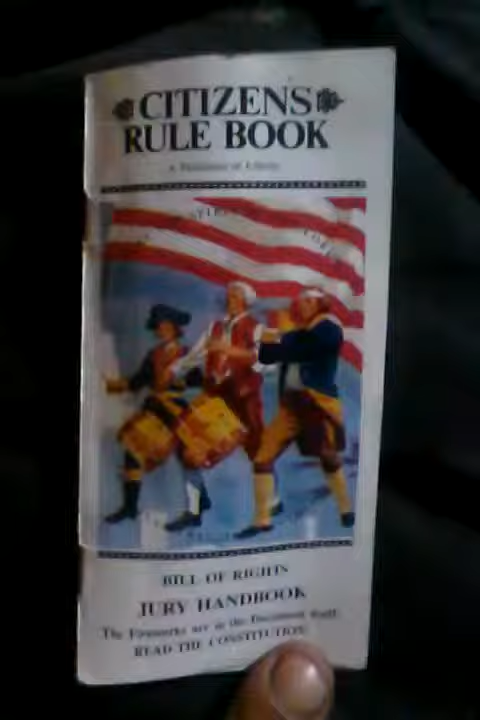 CITIZENS
RULE BOOK
BILL OF RIGHTS
JURY HANDBOOK
The Fireworks are in the Document itself.
READ THE CONSTITUTION!